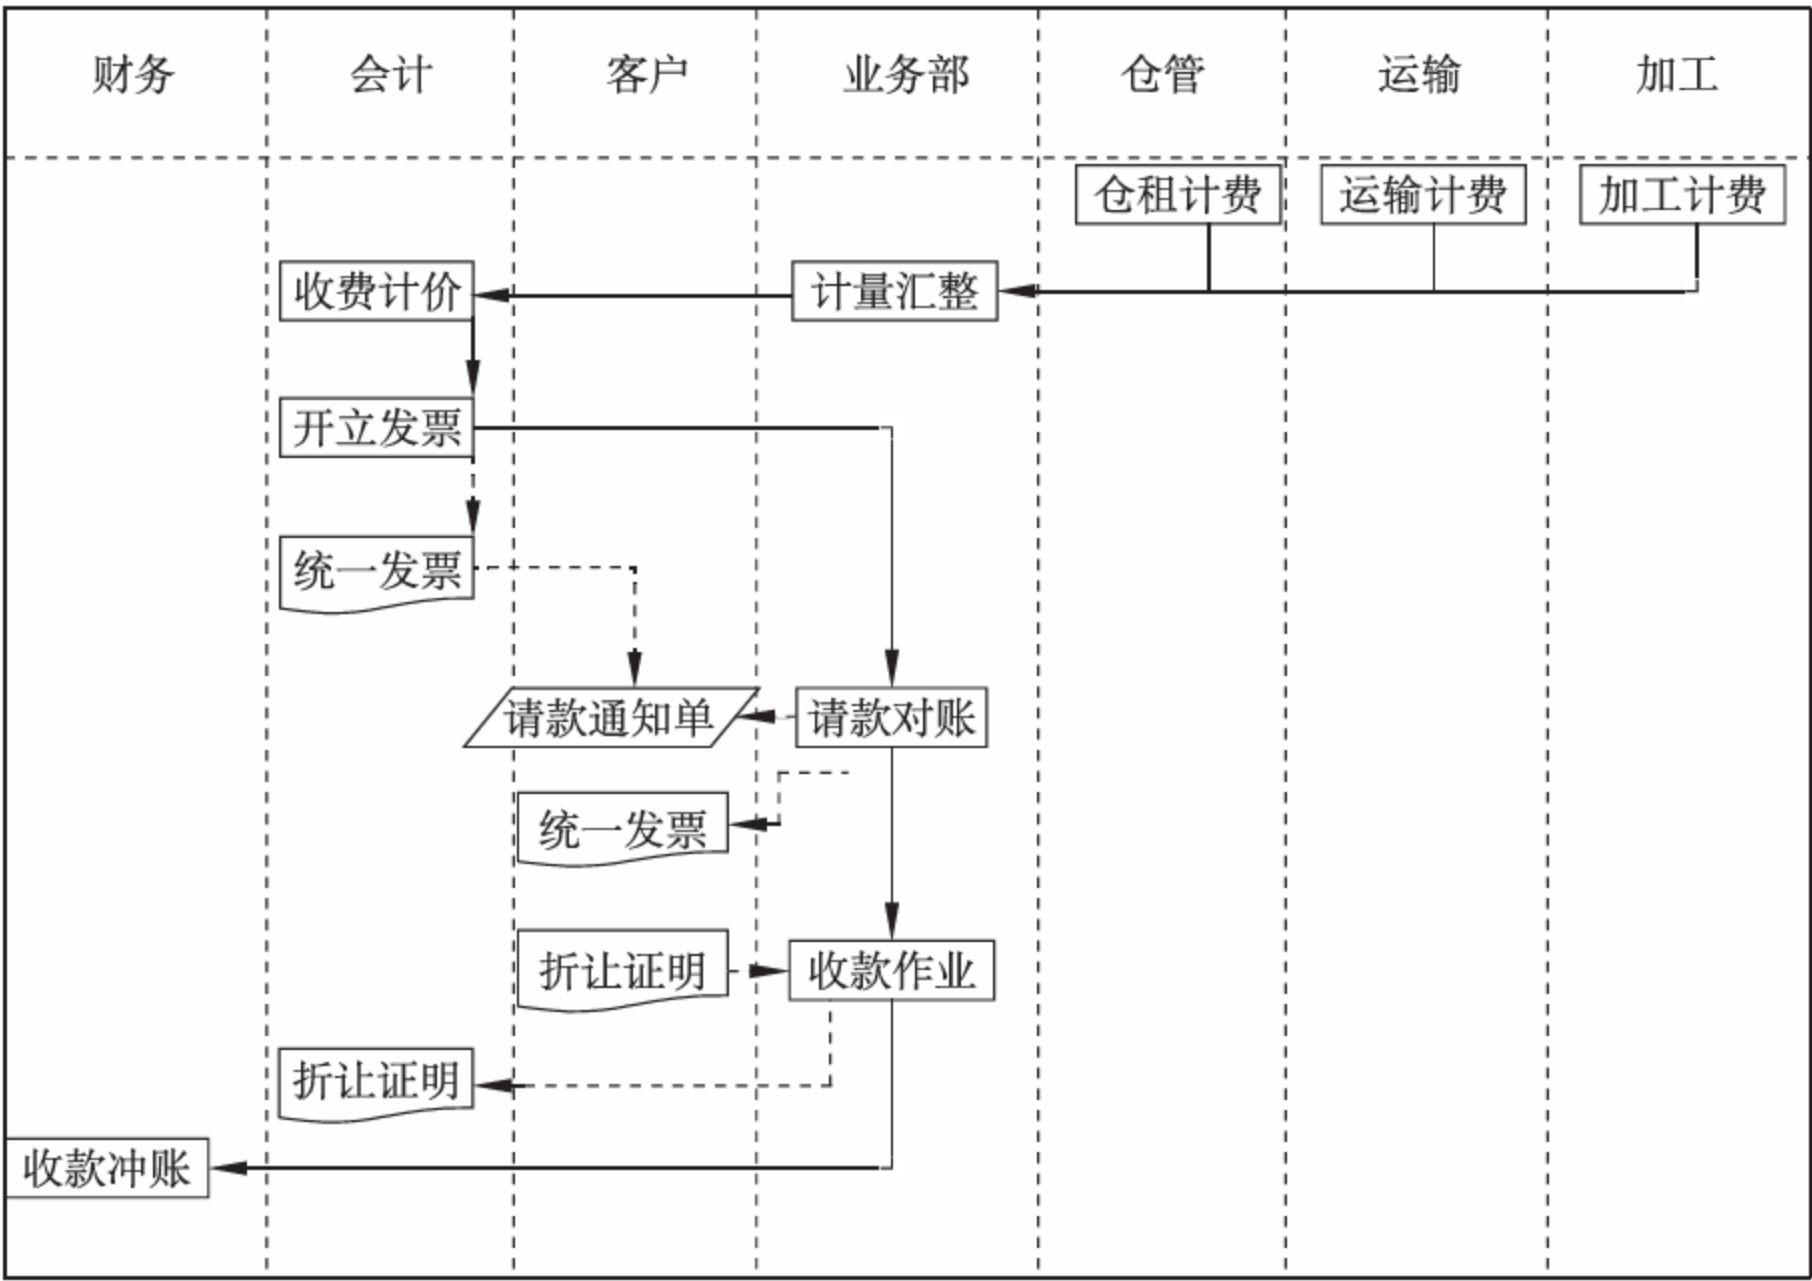 财务 会计 客户 业务部 仓管 运输 加工
仓租计费 运输计费 加工计费
收费计价 计量汇整
开立发票
统一发票
请款通知单 请款对账
统一发票
折让证明 收款作业
折让证明
收款冲账